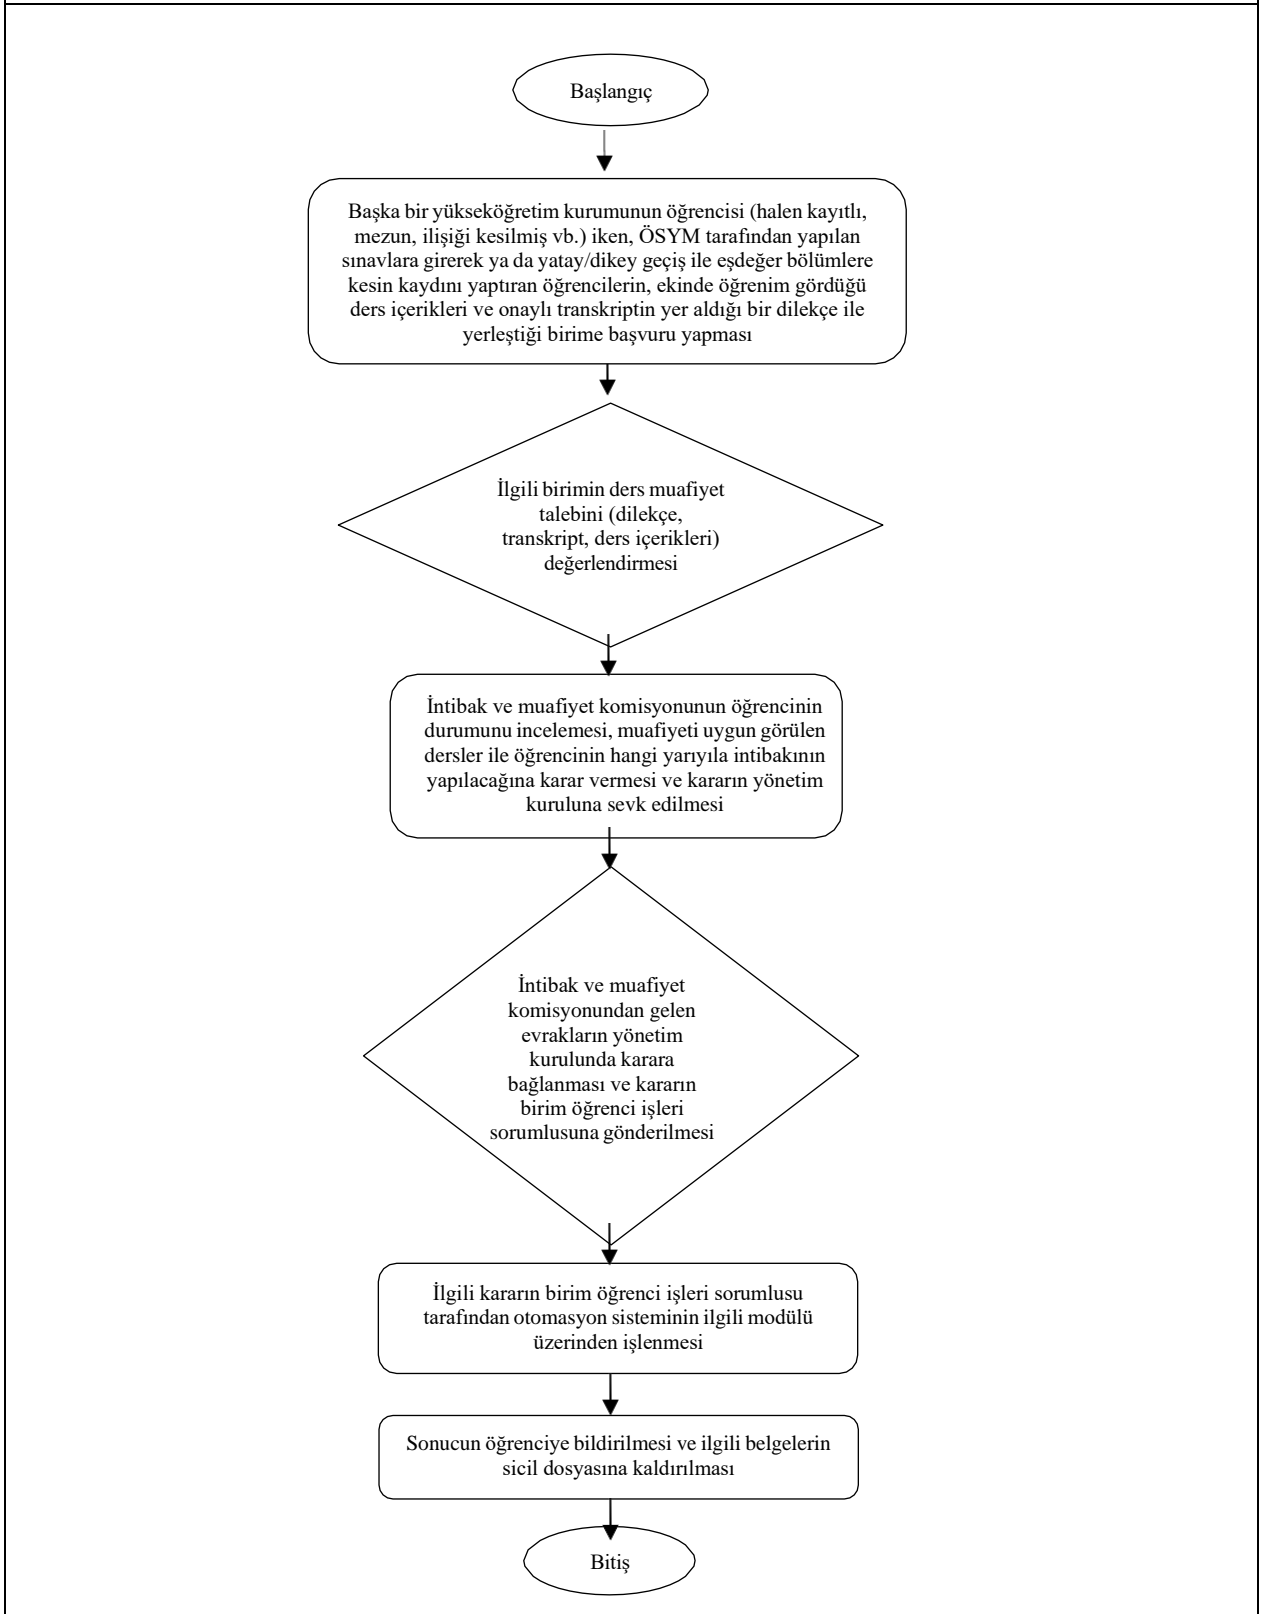 Başlangıç
Başka bir yükseköğretim kurumunun öğrencisi (halen kayıtlı,
mezun, ilişiği kesilmiş vb.) iken, ÖSYM tarafından yapılan
sınavlara girerek ya da yatay/dikey geçiş ile eşdeğer bölümlere
kesin kaydını yaptıran öğrencilerin, ekinde öğrenim gördüğü
ders içerikleri ve onaylı transkriptin yer aldığı bir dilekçe ile
yerleştiği birime başvuru yapması
İlgili birimin ders muafiyet
talebini (dilekçe,
transkript, ders içerikleri)
değerlendirmesi
İntibak ve muafiyet komisyonunun öğrencinin
durumunu incelemesi, muafiyeti uygun görülen
dersler ile öğrencinin hangi yarıyıla intibakının
yapılacağına karar vermesi ve kararın yönetim
kuruluna sevk edilmesi
İntibak ve muafiyet
komisyonundan gelen
evrakların yönetim
kurulunda karara
bağlanması ve kararın
birim öğrenci işleri
sorumlusuna gönderilmesi
İlgili kararın birim öğrenci işleri sorumlusu
tarafından otomasyon sisteminin ilgili modülü
üzerinden işlenmesi
Sonucun öğrenciye bildirilmesi ve ilgili belgelerin
sicil dosyasına kaldırılması
Bitiş